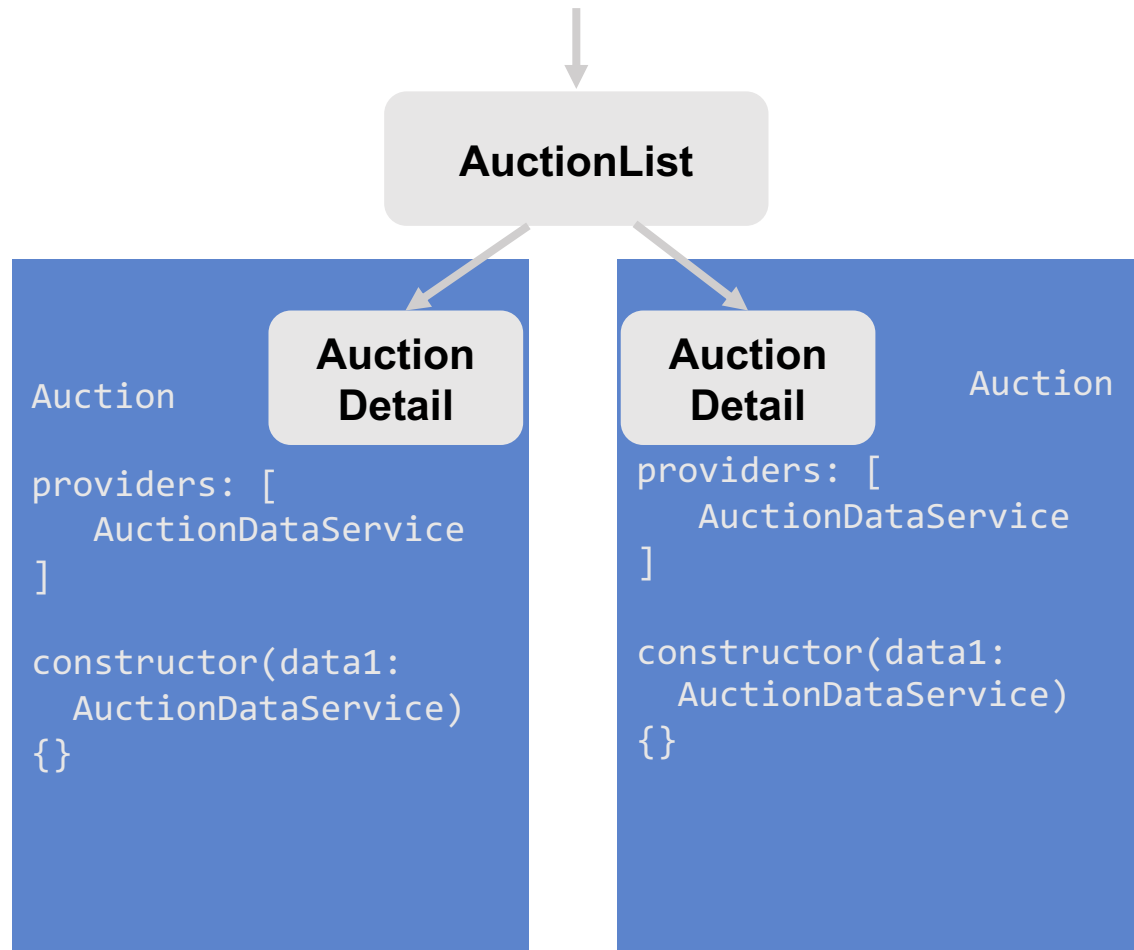 AuctionList
Auction
Detail
Auction
providers: [
AuctionDataService
]
constructor(data1:
AuctionDataService)
{}
Auction
Detail
Auction
providers: [
AuctionDataService
]
constructor(data1:
AuctionDataService)
{}